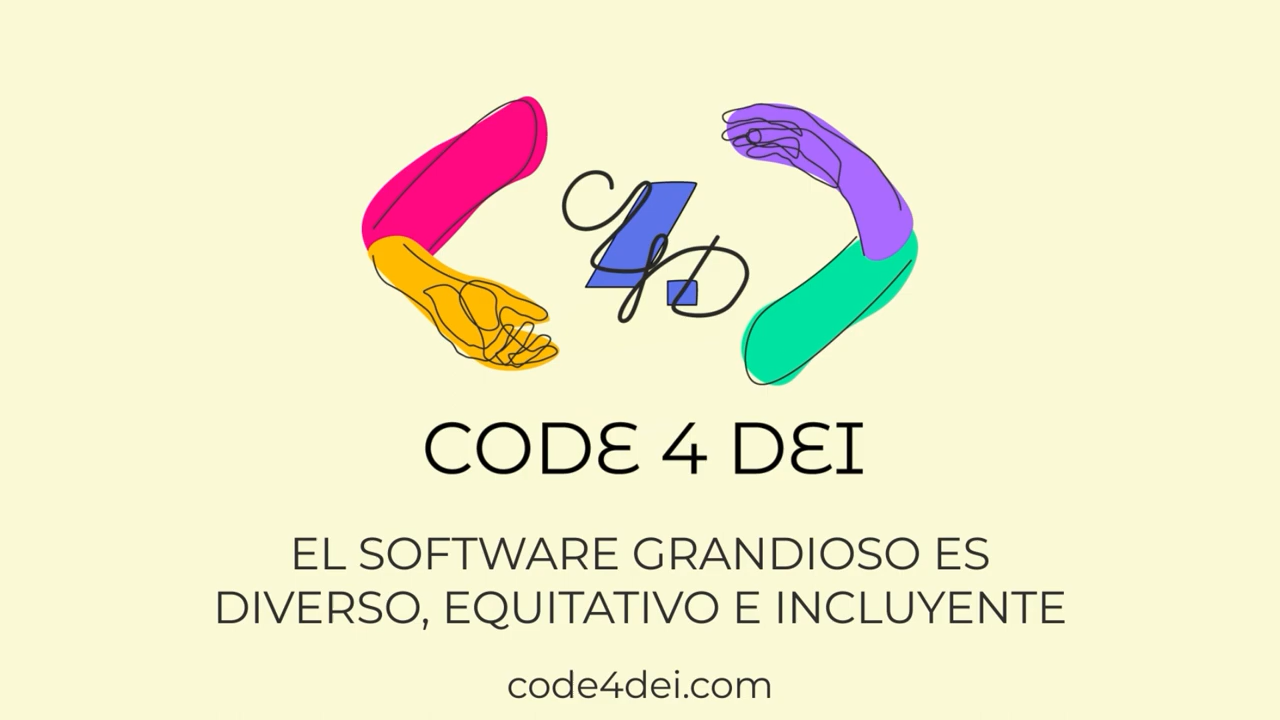 CODE 4 DEI
EL SOFTWARE GRANDIOSO ES
DIVERSO, EQUITATIVO E INCLUYENTE
code4dei.com